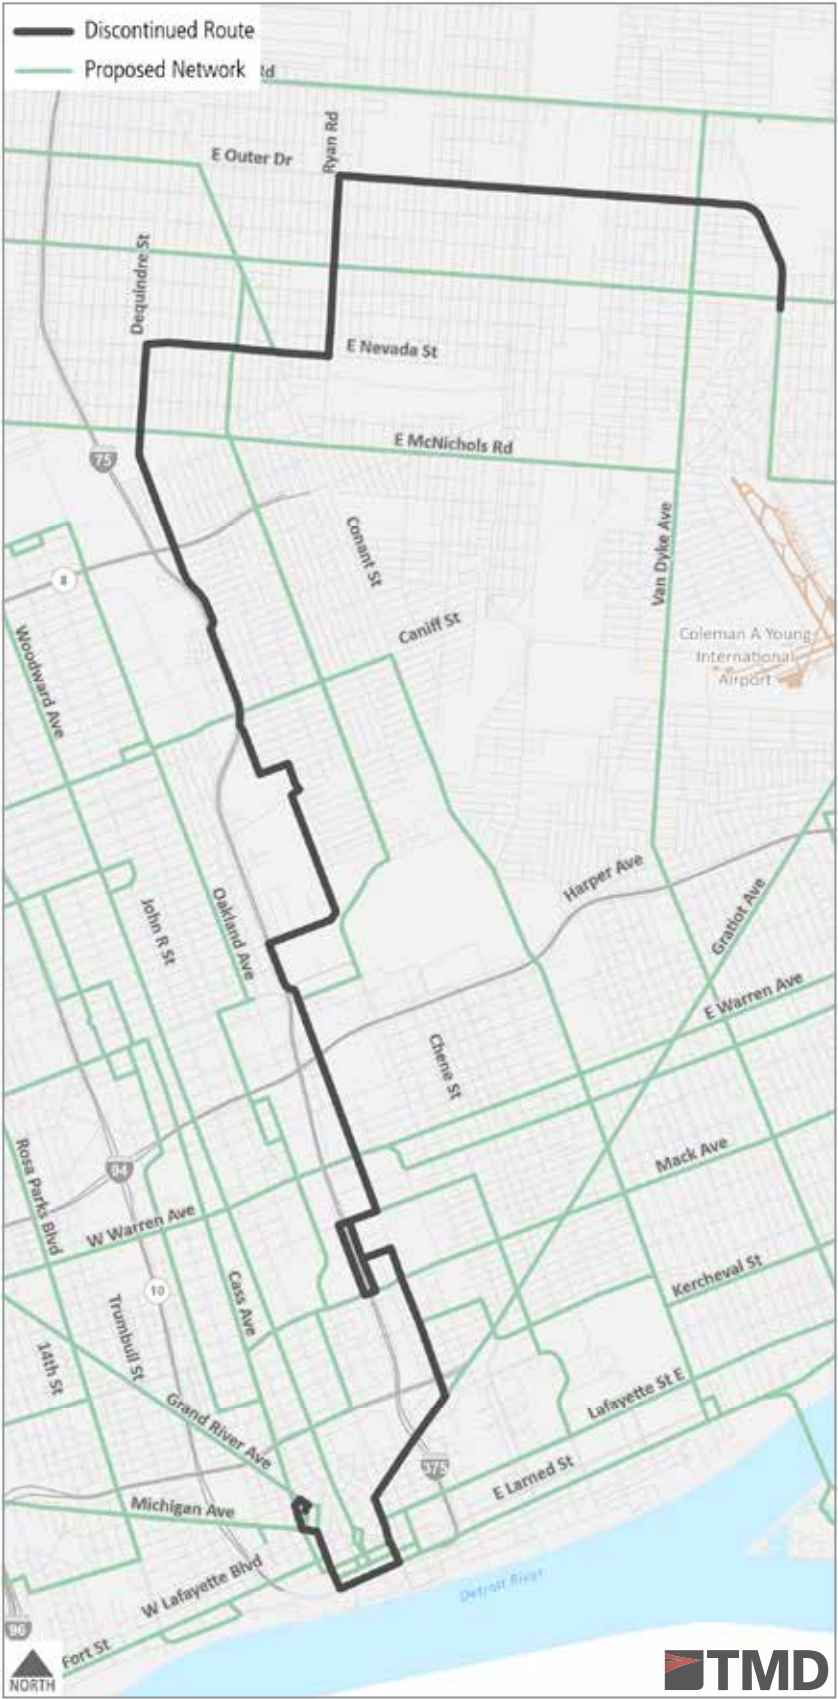 Discontinued Route
Proposed Network
Rd
E Outer Dr
Ryan Rd
Dequindre St
E Nevada St
E McNichols Rd
75
Conant St
Van Dyke Ave
8
Caniff St
Woodward Ave
Coleman A Young
International
Airport
Harper Ave
Gratiot Ave
John R St
Oakland Ave
E Warren Ave
Chene St
94
Rosa Parks Blvd
Mack Ave
W Warren Ave
Kercheval St
10
Cass Ave
Trumbull St
14th St
Lafayette St E
Grand River Ave
375
E Larned St
Michigan Ave
W Lafayette Blvd
Detroit River
96
Fort St
NORTH
TMD